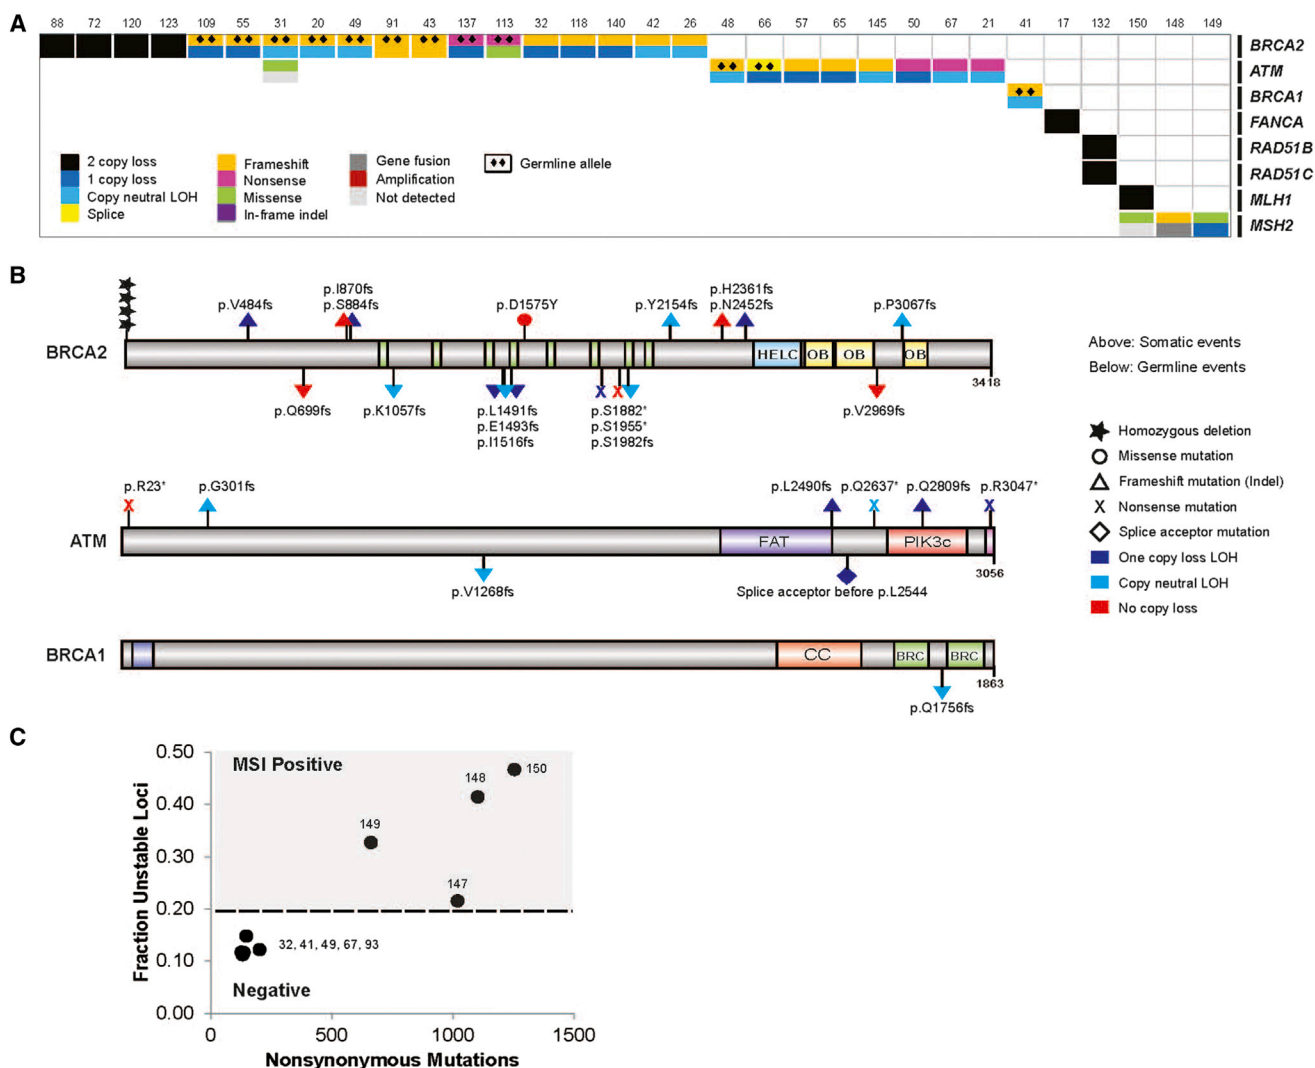 A
88 72 120 123 109 55 31 20 49 91 43 137 113 32 118 140 42 26 48 66 57 65 145 50 67 21 41 17 132 150 148 149
BRCA2
ATM
BRCA1
FANCA
RAD51B
RAD51C
MLH1
MSH2
2 copy loss Frameshift Gene fusion Germline allele
1 copy loss Nonsense Amplification
Copy neutral LOH Missense Not detected
Splice In-frame indel
B
p.I870fs p.H2361fs
p.V484fs p.S884fs p.D1575Y p.Y2154fs p.N2452fs p.P3067fs
BRCA2 HELC OB OB OB
3418
p.Q699fs p.K1057fs p.L1491fs p.S1882* p.V2969fs
p.E1493fs p.S1955*
p.I1516fs p.S1982fs
Above: Somatic events
Below: Germline events
Homozygous deletion
Missense mutation
Frameshift mutation (Indel)
X Nonsense mutation
Splice acceptor mutation
One copy loss LOH
Copy neutral LOH
No copy loss
p.R23* p.G301fs p.L2490fs p.Q2637* p.Q2809fs p.R3047*
X X X
ATM FAT PIK3c
3056
p.V1268fs Splice acceptor before p.L2544
BRCA1 CC BRC BRC
1863
p.Q1756fs
C
Fraction Unstable Loci
0.50
0.40
0.30
0.20
0.10
0.00
MSI Positive
150
148
149
147
32, 41, 49, 67, 93
Negative
0 500 1000 1500
Nonsynonymous Mutations